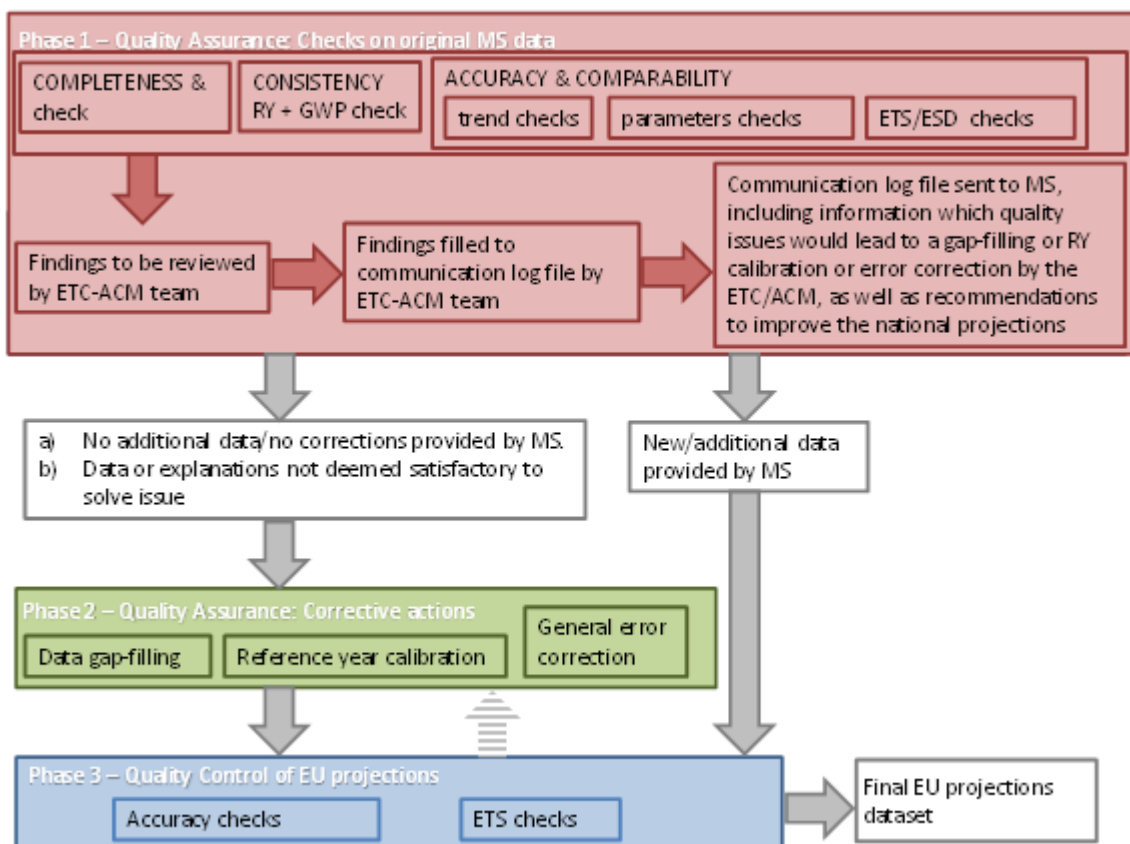 Phase 1 – Quality Assurance: Checks on original MS data
COMPLETENESS &
check
CONSISTENCY
RY + GWP check
ACCURACY & COMPARABILITY
trend checks
parameters checks
ETS/ESD checks
Findings to be reviewed
by ETC-ACM team
Findings filled to
communication log file by
ETC-ACM team
Communication log file sent to MS,
including information which quality
issues would lead to a gap-filling or RY
calibration or error correction by the
ETC/ACM, as well as recommendations
to improve the national projections
a) No additional data/no corrections provided by MS.
b) Data or explanations not deemed satisfactory to
solve issue
New/additional data
provided by MS
Phase 2 – Quality Assurance: Corrective actions
Data gap-filling
Reference year calibration
General error
correction
Phase 3 – Quality Control of EU projections
Accuracy checks
ETS checks
Final EU projections
dataset